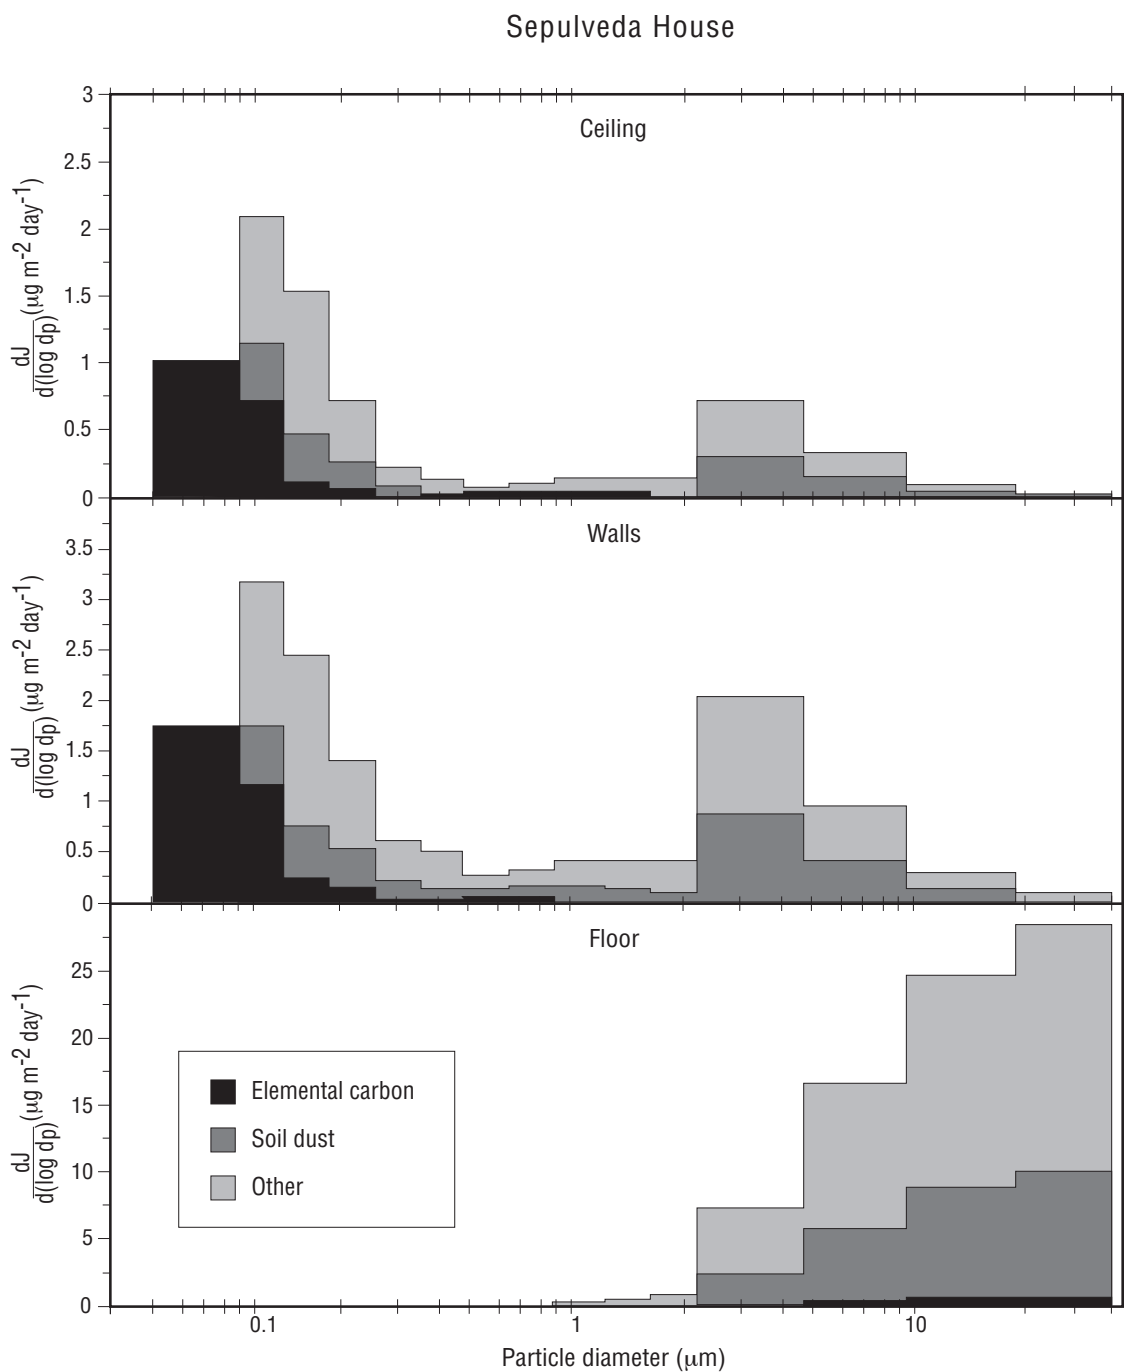 Sepulveda House
Ceiling
3
2.5
2
1.5
1
0.5
0
dJ
d(log dp)
(μg m-2 day-1)
Walls
3.5
3
2.5
2
1.5
1
0.5
0
dJ
d(log dp)
(μg m-2 day-1)
Floor
25
20
15
10
5
0
dJ
d(log dp)
(μg m-2 day-1)
Elemental carbon
Soil dust
Other
0.1 1 10
Particle diameter (μm)